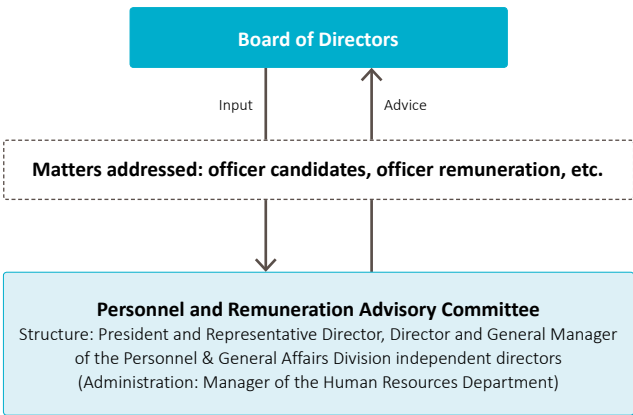 Board of Directors
Input
Advice
Matters addressed: officer candidates, officer remuneration, etc.
Personnel and Remuneration Advisory Committee
Structure: President and Representative Director, Director and General Manager
of the Personnel & General Affairs Division independent directors
(Administration: Manager of the Human Resources Department)